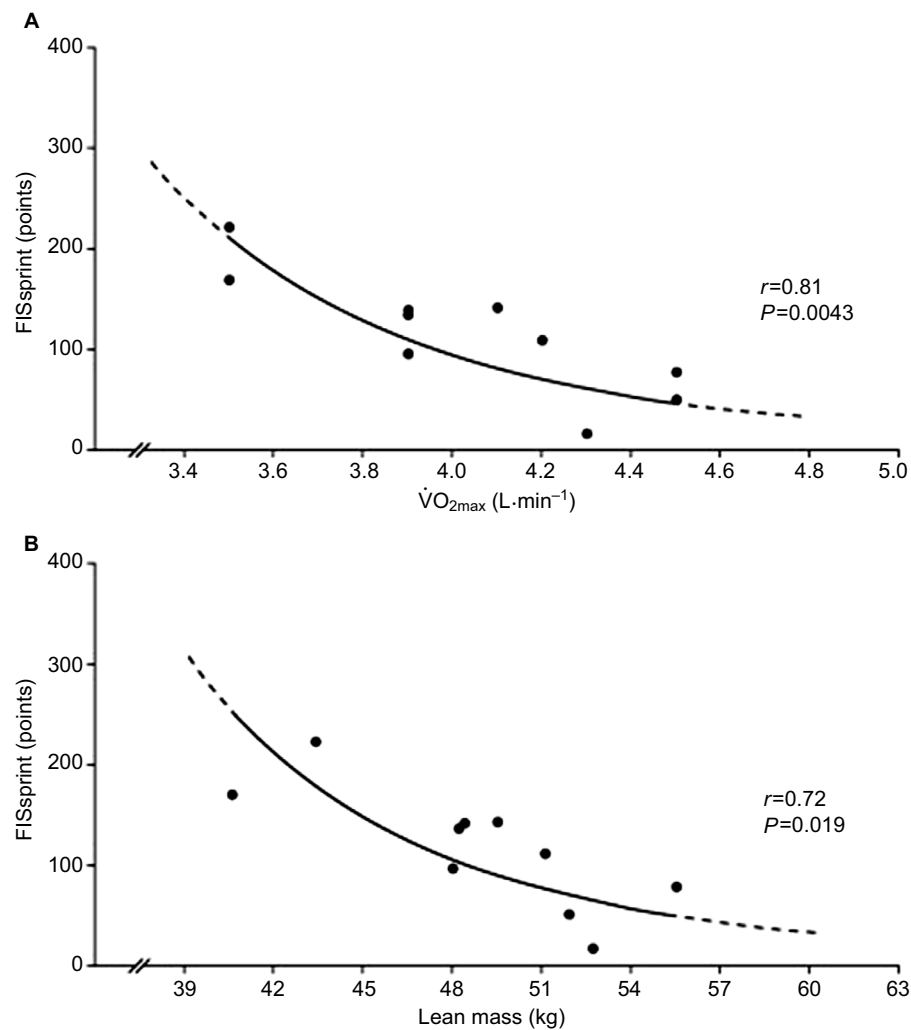 A
400
300
200
100
0
FISsprint (points)
r=0.81
P=0.0043
3.4 3.6 3.8 4.0 4.2 4.4 4.6 4.8 5.0
V̇O2max (L·min−1)
B
400
300
200
100
0
FISsprint (points)
r=0.72
P=0.019
39 42 45 48 51 54 57 60 63
Lean mass (kg)